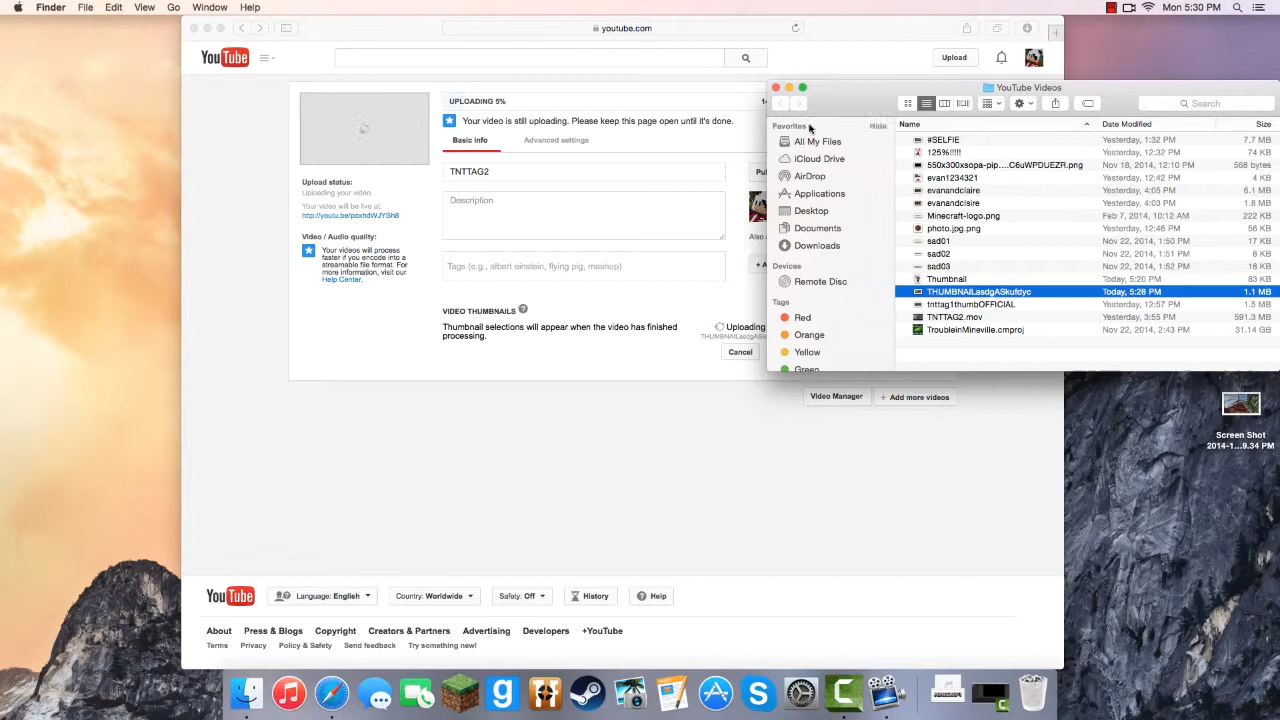 Finder File Edit View Go Window Help
Mon 5:30 PM
youtube.com
YouTube
Upload
UPLOADING 5%
Your video is still uploading. Please keep this page open until it's done.
Basic info
Advanced settings
TNTTAG2
Description
Tags (e.g., albert einstein, flying pig, mashup)
Upload status:
Uploading your video.
Your video will be live at:
http://youtu.be/poxhdWJYSh8
Video / Audio quality:
Your videos will process
faster if you encode into a
streamable file format. For
more information, visit our
Help Center.
VIDEO THUMBNAILS
Thumbnail selections will appear when the video has finished
processing.
Uploading
Cancel
Video Manager
+ Add more videos
YouTube Videos
Search
Favorites
Hide
All My Files
iCloud Drive
AirDrop
Applications
Desktop
Documents
Downloads
Devices
Remote Disc
Tags
Red
Orange
Yellow
Green
Name Date Modified Size
#SELFIE Yesterday, 1:32 PM 7.7 MB
125%!!!!! Yesterday, 12:32 PM 74 KB
550x300xsopa-pip....C6uWPDUEZR.png Nov 18, 2014, 12:10 PM 568 bytes
evan1234321 Yesterday, 12:42 PM 4 KB
evanandclaire Yesterday, 4:05 PM 6.1 MB
evanandclaire Yesterday, 4:03 PM 1.8 MB
Minecraft-logo.png Feb 7, 2014, 10:12 AM 222 KB
photo.jpg.png Yesterday, 12:46 PM 56 KB
sad01 Nov 22, 2014, 1:50 PM 17 KB
sad02 Nov 22, 2014, 1:51 PM 8 KB
sad03 Nov 22, 2014, 1:52 PM 18 KB
Thumbnail Today, 5:20 PM 83 KB
THUMBNAILasdgASkufdyc Today, 5:28 PM 1.1 MB
tnttag1thumbOFFICIAL Yesterday, 12:57 PM 1.5 MB
TNTTAG2.mov Yesterday, 3:55 PM 591.3 MB
TroubleinMineville.cmproj Nov 22, 2014, 2:43 PM 31.14 GB
Screen Shot
2014-1...9.34 PM
YouTube
Language: English
Country: Worldwide
Safety: Off
History
Help
About Press & Blogs Copyright Creators & Partners Advertising Developers +YouTube
Terms Privacy Policy & Safety Send feedback Try something new!